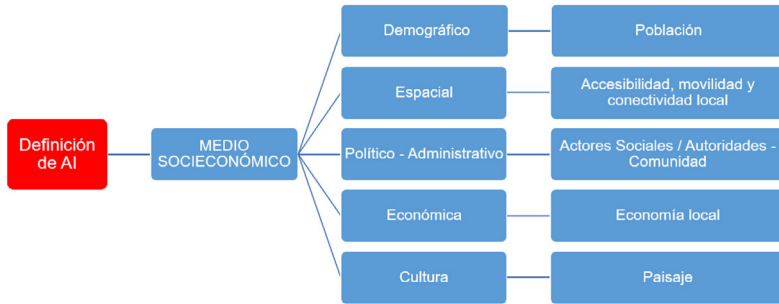 Definición
de AI
MEDIO
SOCIECONÓMICO
Demográfico
Población
Espacial
Accesibilidad, movilidad y
conectividad local
Político - Administrativo
Actores Sociales / Autoridades -
Comunidad
Económica
Economía local
Cultura
Paisaje